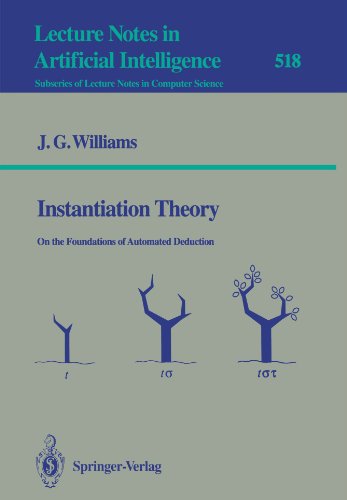 Lecture Notes in
Artificial Intelligence 518
Subseries of Lecture Notes in Computer Science
J. G. Williams
Instantiation Theory
On the Foundations of Automated Deduction
t
tσ
tστ
Springer-Verlag